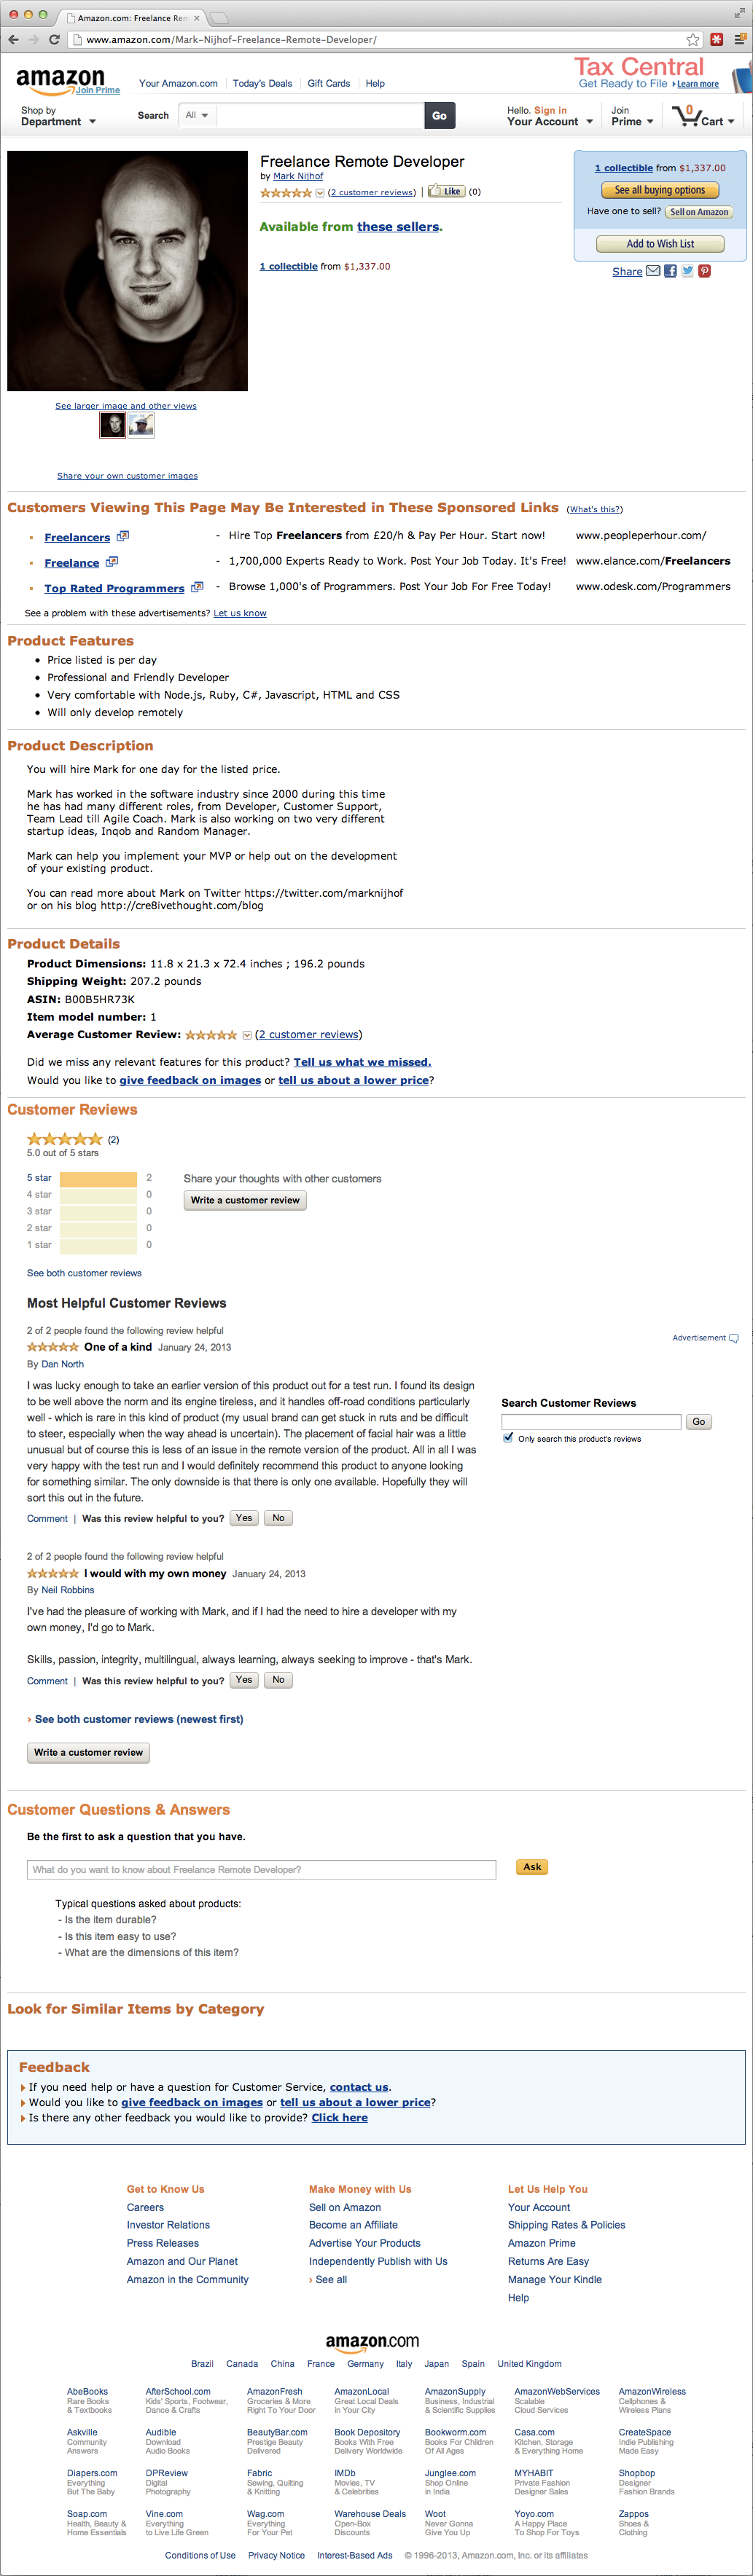 Amazon.com: Freelance Rem
www.amazon.com/Mark-Nijhof-Freelance-Remote-Developer/
amazon
Join Prime
Your Amazon.com
Today's Deals
Gift Cards
Help
Tax Central
Get Ready to File
Learn more
Shop by
Department
Search
All
Go
Hello. Sign in
Your Account
Join
Prime
0
Cart
Freelance Remote Developer
by Mark Nijhof
(2 customer reviews) | Like (0)
Available from these sellers.
1 collectible from $1,337.00
1 collectible from $1,337.00
See all buying options
Have one to sell? Sell on Amazon
Add to Wish List
Share
See larger image and other views
Share your own customer images
Customers Viewing This Page May Be Interested in These Sponsored Links (What's this?)
Freelancers - Hire Top Freelancers from £20/h & Pay Per Hour. Start now! www.peopleperhour.com/
Freelance - 1,700,000 Experts Ready to Work. Post Your Job Today. It's Free! www.elance.com/Freelancers
Top Rated Programmers - Browse 1,000's of Programmers. Post Your Job For Free Today! www.odesk.com/Programmers
See a problem with these advertisements? Let us know
Product Features
Price listed is per day
Professional and Friendly Developer
Very comfortable with Node.js, Ruby, C#, Javascript, HTML and CSS
Will only develop remotely
Product Description
You will hire Mark for one day for the listed price.
Mark has worked in the software industry since 2000 during this time
he has had many different roles, from Developer, Customer Support,
Team Lead till Agile Coach. Mark is also working on two very different
startup ideas, Inqob and Random Manager.
Mark can help you implement your MVP or help out on the development
of your existing product.
You can read more about Mark on Twitter https://twitter.com/marknijhof
or on his blog http://cre8ivethought.com/blog
Product Details
Product Dimensions: 11.8 x 21.3 x 72.4 inches ; 196.2 pounds
Shipping Weight: 207.2 pounds
ASIN: B00B5HR73K
Item model number: 1
Average Customer Review: (2 customer reviews)
Did we miss any relevant features for this product? Tell us what we missed.
Would you like to give feedback on images or tell us about a lower price?
Customer Reviews
(2)
5.0 out of 5 stars
5 star 2
4 star 0
3 star 0
2 star 0
1 star 0
Share your thoughts with other customers
Write a customer review
See both customer reviews
Most Helpful Customer Reviews
2 of 2 people found the following review helpful
One of a kind January 24, 2013
By Dan North
I was lucky enough to take an earlier version of this product out for a test run. I found its design
to be well above the norm and its engine tireless, and it handles off-road conditions particularly
well - which is rare in this kind of product (my usual brand can get stuck in ruts and be difficult
to steer, especially when the way ahead is uncertain). The placement of facial hair was a little
unusual but of course this is less of an issue in the remote version of the product. All in all I was
very happy with the test run and I would definitely recommend this product to anyone looking
for something similar. The only downside is that there is only one available. Hopefully they will
sort this out in the future.
Comment | Was this review helpful to you? Yes No
Advertisement
Search Customer Reviews
Go
Only search this product's reviews
2 of 2 people found the following review helpful
I would with my own money January 24, 2013
By Neil Robbins
I've had the pleasure of working with Mark, and if I had the need to hire a developer with my
own money, I'd go to Mark.
Skills, passion, integrity, multilingual, always learning, always seeking to improve - that's Mark.
Comment | Was this review helpful to you? Yes No
› See both customer reviews (newest first)
Write a customer review
Customer Questions & Answers
Be the first to ask a question that you have.
What do you want to know about Freelance Remote Developer?
Ask
Typical questions asked about products:
- Is the item durable?
- Is this item easy to use?
- What are the dimensions of this item?
Look for Similar Items by Category
Feedback
If you need help or have a question for Customer Service, contact us.
Would you like to give feedback on images or tell us about a lower price?
Is there any other feedback you would like to provide? Click here
Get to Know Us
Careers
Investor Relations
Press Releases
Amazon and Our Planet
Amazon in the Community
Make Money with Us
Sell on Amazon
Become an Affiliate
Advertise Your Products
Independently Publish with Us
› See all
Let Us Help You
Your Account
Shipping Rates & Policies
Amazon Prime
Returns Are Easy
Manage Your Kindle
Help
amazon.com
Brazil Canada China France Germany Italy Japan Spain United Kingdom
AbeBooks
Rare Books
& Textbooks
AfterSchool.com
Kids' Sports, Footwear,
Dance & Crafts
AmazonFresh
Groceries & More
Right To Your Door
AmazonLocal
Great Local Deals
in Your City
AmazonSupply
Business, Industrial
& Scientific Supplies
AmazonWebServices
Scalable
Cloud Services
AmazonWireless
Cellphones &
Wireless Plans
Askville
Community
Answers
Audible
Download
Audio Books
BeautyBar.com
Prestige Beauty
Delivered
Book Depository
Books With Free
Delivery Worldwide
Bookworm.com
Books For Children
Of All Ages
Casa.com
Kitchen, Storage
& Everything Home
CreateSpace
Indie Publishing
Made Easy
Diapers.com
Everything
But The Baby
DPReview
Digital
Photography
Fabric
Sewing, Quilting
& Knitting
IMDb
Movies, TV
& Celebrities
Junglee.com
Shop Online
in India
MYHABIT
Private Fashion
Designer Sales
Shopbop
Designer
Fashion Brands
Soap.com
Health, Beauty &
Home Essentials
Vine.com
Everything
to Live Life Green
Wag.com
Everything
For Your Pet
Warehouse Deals
Open-Box
Discounts
Woot
Never Gonna
Give You Up
Yoyo.com
A Happy Place
To Shop For Toys
Zappos
Shoes &
Clothing
Conditions of Use Privacy Notice Interest-Based Ads © 1996-2013, Amazon.com, Inc. or its affiliates